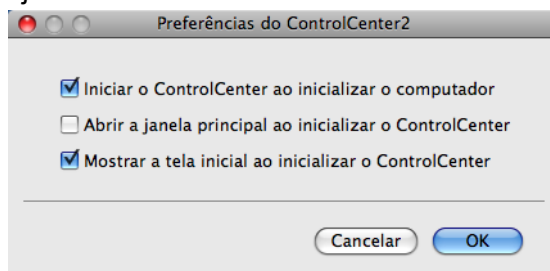 Preferências do ControlCenter2
Iniciar o ControlCenter ao inicializar o computador
Abrir a janela principal ao inicializar o ControlCenter
Mostrar a tela inicial ao inicializar o ControlCenter
Cancelar
OK